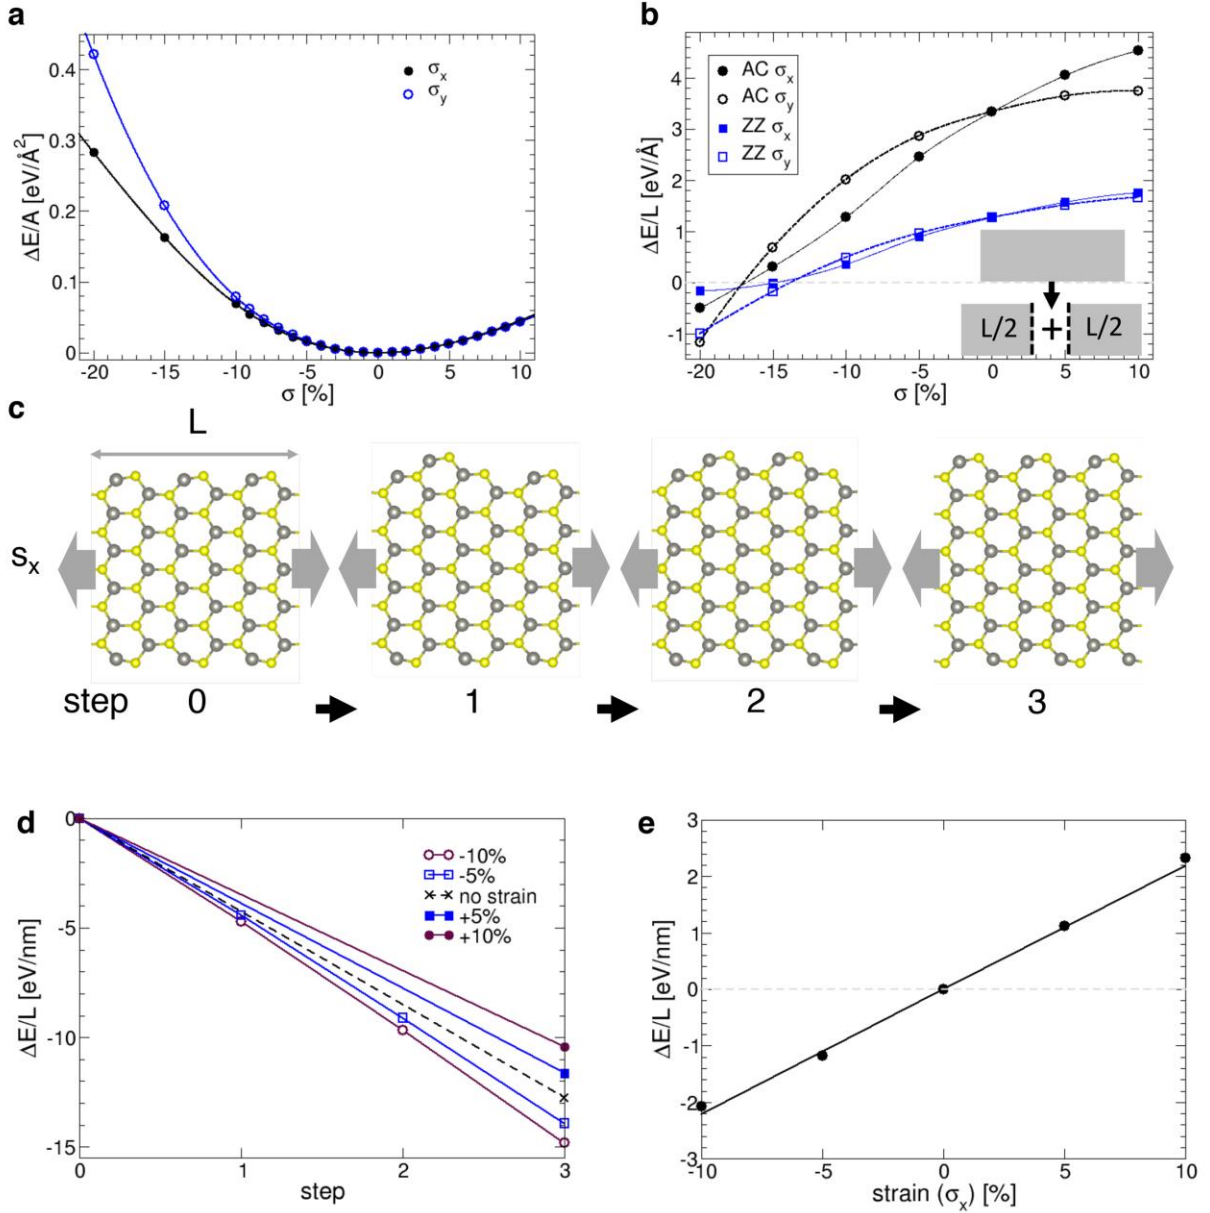 a
ΔE/A [eV/Å²]
0.4
0.3
0.2
0.1
0
-20 -15 -10 -5 0 5 10
σ [%]
σx
σy
b
ΔE/L [eV/Å]
4
3
2
1
0
-1
-20 -15 -10 -5 0 5 10
σ [%]
AC σx
AC σy
ZZ σx
ZZ σy
L/2 + L/2
c
L
sx
step 0 1 2 3
d
ΔE/L [eV/nm]
0
-5
-10
-15
0 1 2 3
step
-10%
-5%
no strain
+5%
+10%
e
ΔE/L [eV/nm]
3
2
1
0
-1
-2
-3
-10 -5 0 5 10
strain (σx) [%]